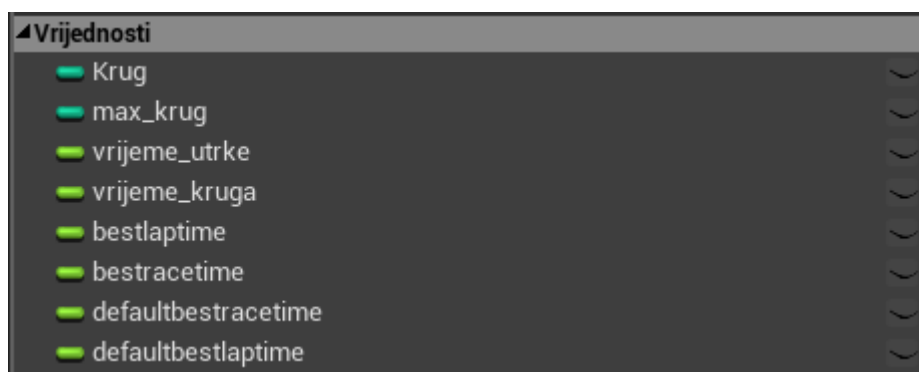 Vrijednosti
Krug
max_krug
vrijeme_utrke
vrijeme_kruga
bestlaptime
bestracetime
defaultbestracetime
defaultbestlaptime